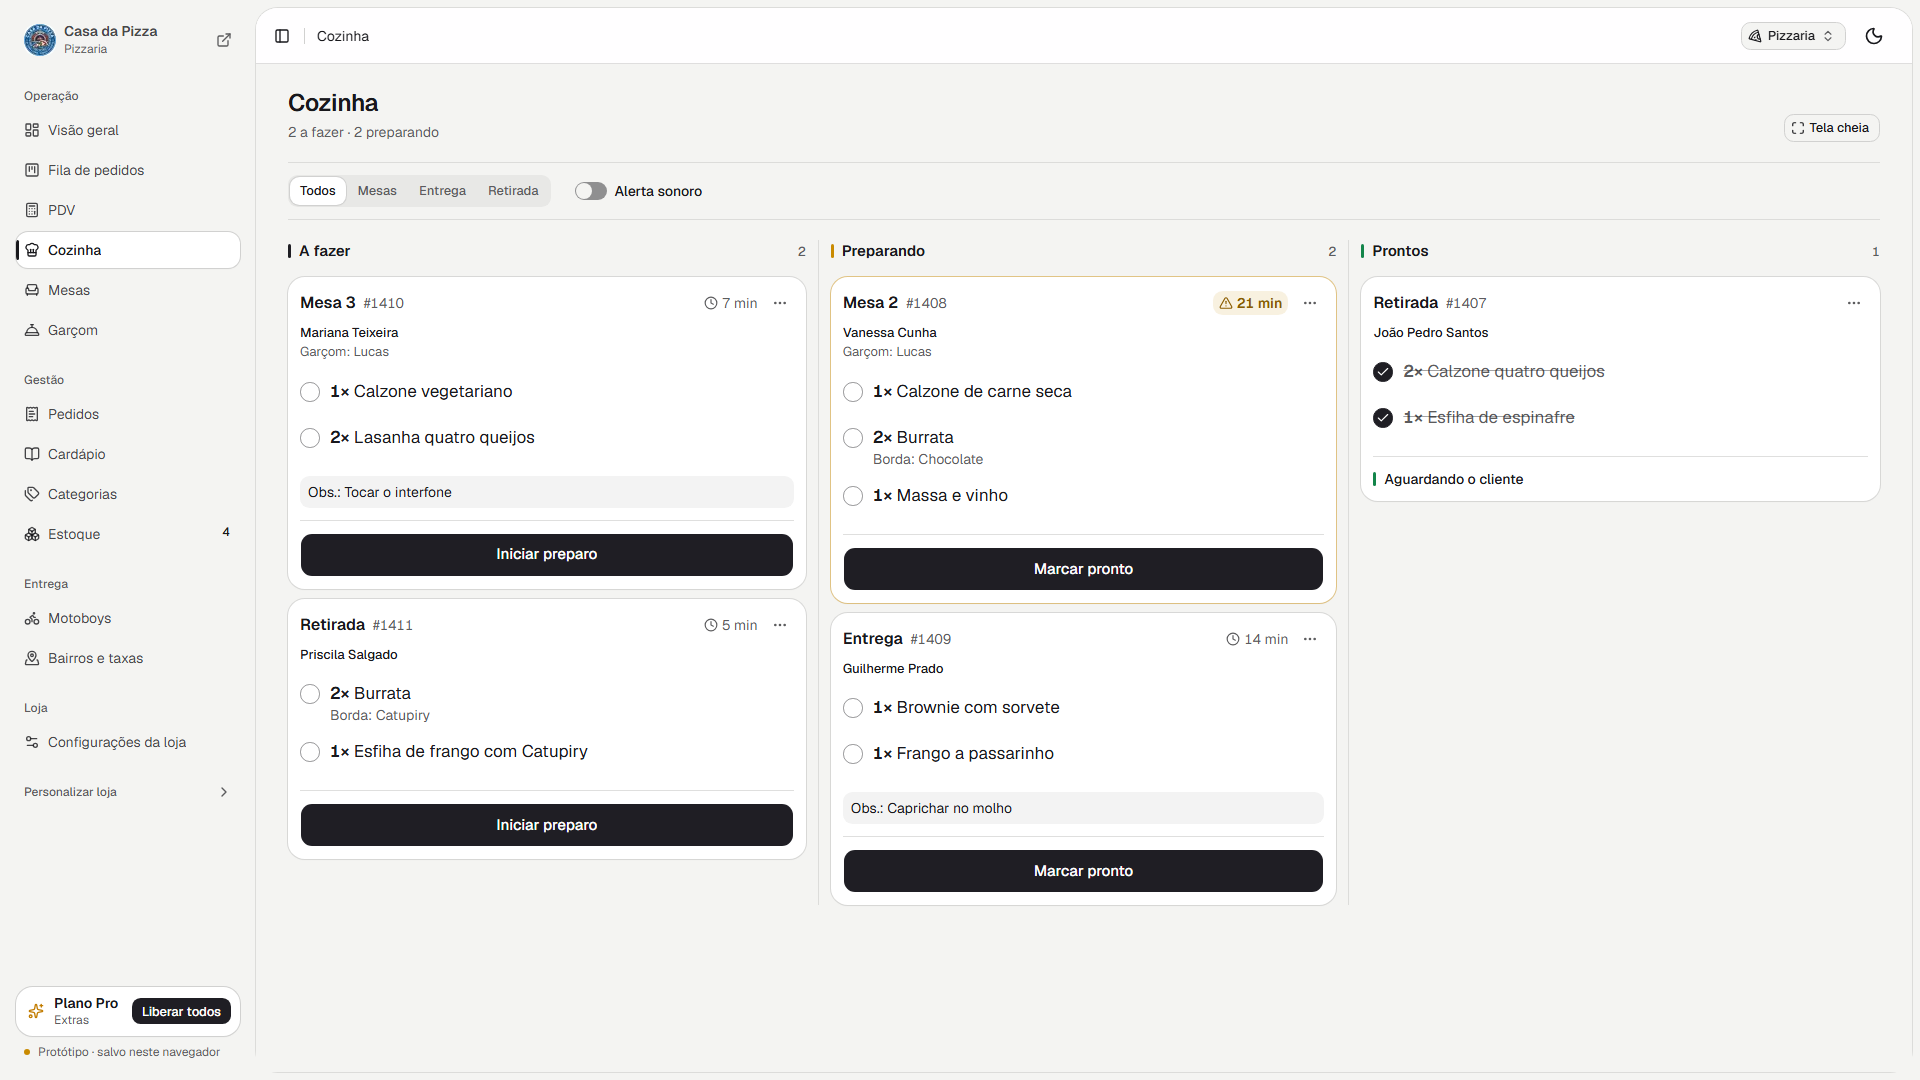 Casa da Pizza
Pizzaria
Operação
Visão geral
Fila de pedidos
PDV
Cozinha
Mesas
Garçom
Gestão
Pedidos
Cardápio
Categorias
Estoque
4
Entrega
Motoboys
Bairros e taxas
Loja
Configurações da loja
Personalizar loja
Plano Pro
Extras
Liberar todos
Protótipo · salvo neste navegador
Cozinha
Pizzaria
Cozinha
2 a fazer · 2 preparando
Tela cheia
Todos
Mesas
Entrega
Retirada
Alerta sonoro
A fazer
2
Mesa 3 #1410
7 min
Mariana Teixeira
Garçom: Lucas
1× Calzone vegetariano
2× Lasanha quatro queijos
Obs.: Tocar o interfone
Iniciar preparo
Retirada #1411
5 min
Priscila Salgado
2× Burrata
Borda: Catupiry
1× Esfiha de frango com Catupiry
Iniciar preparo
Preparando
2
Mesa 2 #1408
21 min
Vanessa Cunha
Garçom: Lucas
1× Calzone de carne seca
2× Burrata
Borda: Chocolate
1× Massa e vinho
Marcar pronto
Entrega #1409
14 min
Guilherme Prado
1× Brownie com sorvete
1× Frango a passarinho
Obs.: Caprichar no molho
Marcar pronto
Prontos
1
Retirada #1407
João Pedro Santos
2× Calzone quatro queijos
1× Esfiha de espinafre
Aguardando o cliente